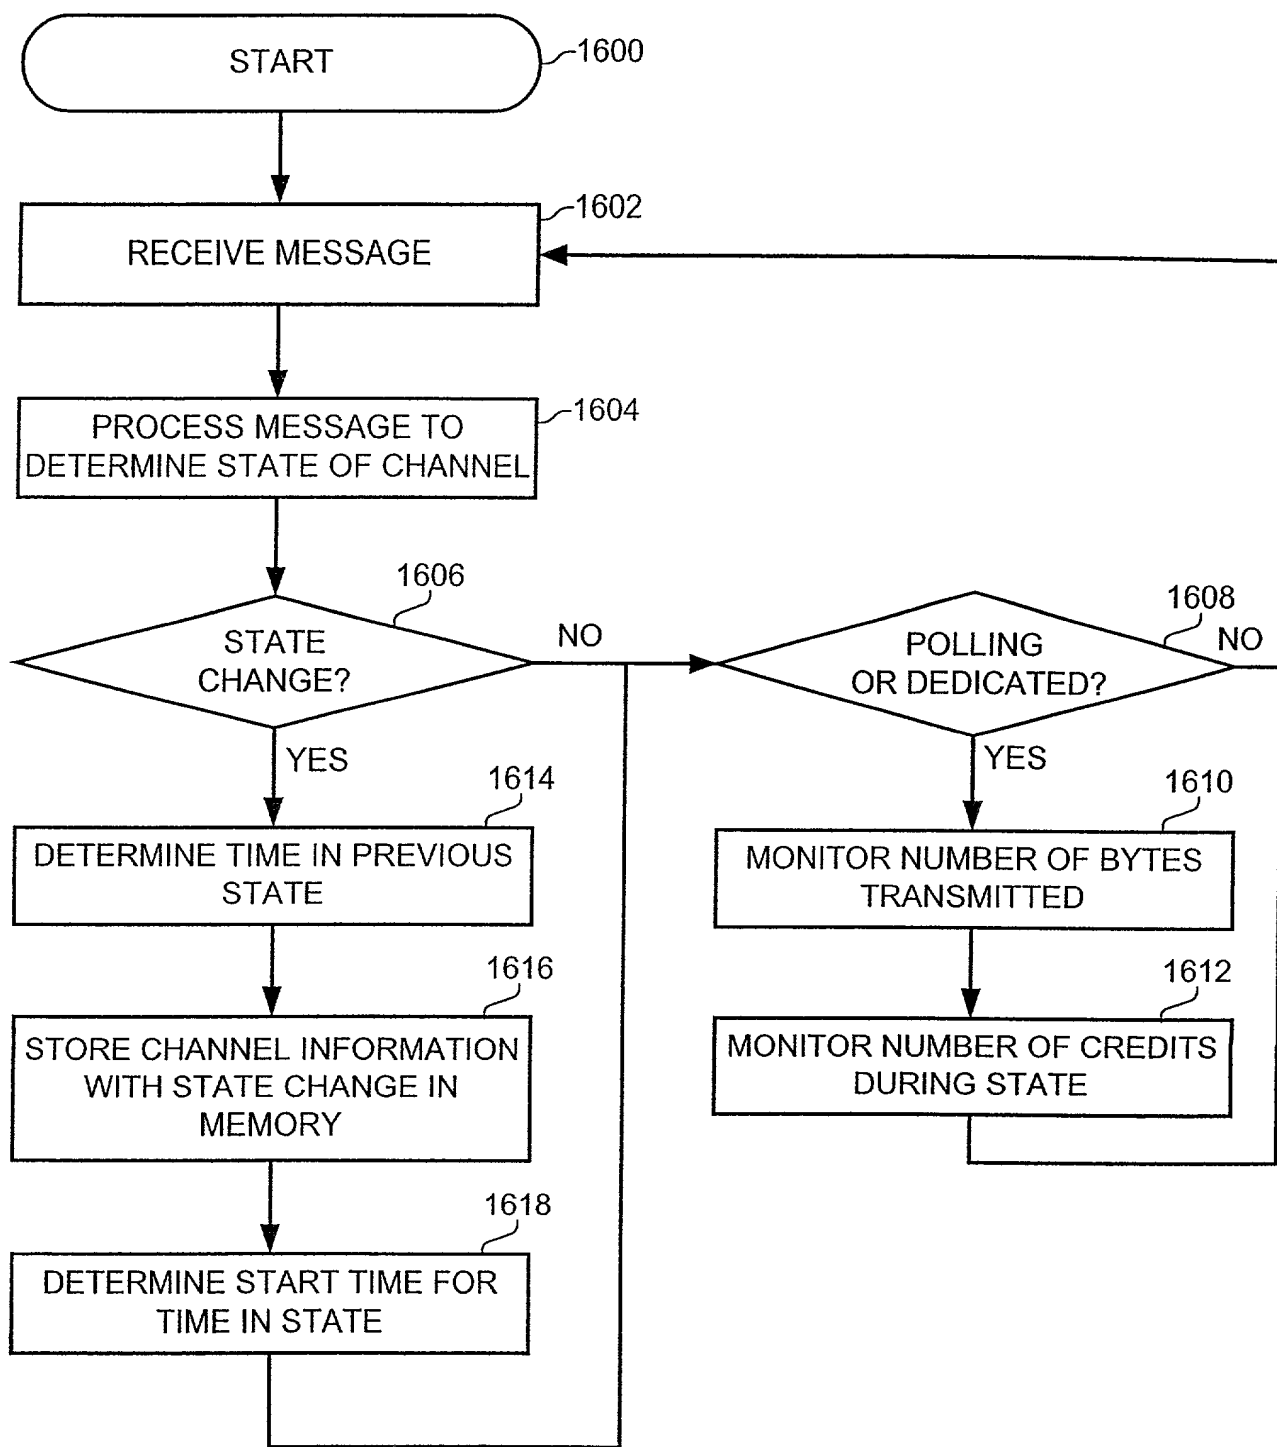 START
1600
1602
RECEIVE MESSAGE
PROCESS MESSAGE TO
DETERMINE STATE OF CHANNEL
1604
1606
STATE
CHANGE?
NO
YES
1608
POLLING
OR DEDICATED?
NO
YES
1614
DETERMINE TIME IN PREVIOUS
STATE
1616
STORE CHANNEL INFORMATION
WITH STATE CHANGE IN
MEMORY
1618
DETERMINE START TIME FOR
TIME IN STATE
1610
MONITOR NUMBER OF BYTES
TRANSMITTED
1612
MONITOR NUMBER OF CREDITS
DURING STATE